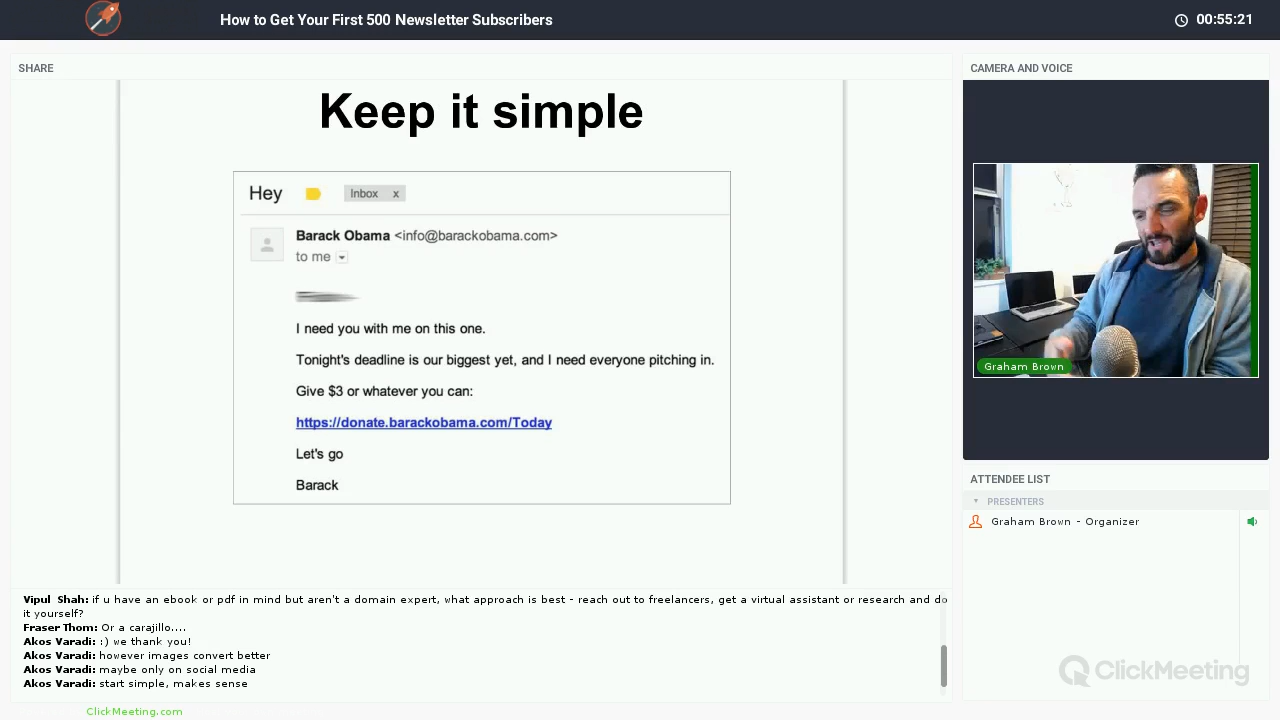 How to Get Your First 500 Newsletter Subscribers
00:55:21
SHARE
Keep it simple
Hey
Inbox x
Barack Obama <info@barackobama.com>
to me
I need you with me on this one.
Tonight's deadline is our biggest yet, and I need everyone pitching in.
Give $3 or whatever you can:
https://donate.barackobama.com/Today
Let's go
Barack
Vipul Shah: if u have an ebook or pdf in mind but aren't a domain expert, what approach is best - reach out to freelancers, get a virtual assistant or research and do
it yourself?
Fraser Thom: Or a carajillo....
Akos Varadi: :) we thank you!
Akos Varadi: however images convert better
Akos Varadi: maybe only on social media
Akos Varadi: start simple, makes sense
ClickMeeting.com
CAMERA AND VOICE
Graham Brown
ATTENDEE LIST
PRESENTERS
Graham Brown - Organizer
ClickMeeting